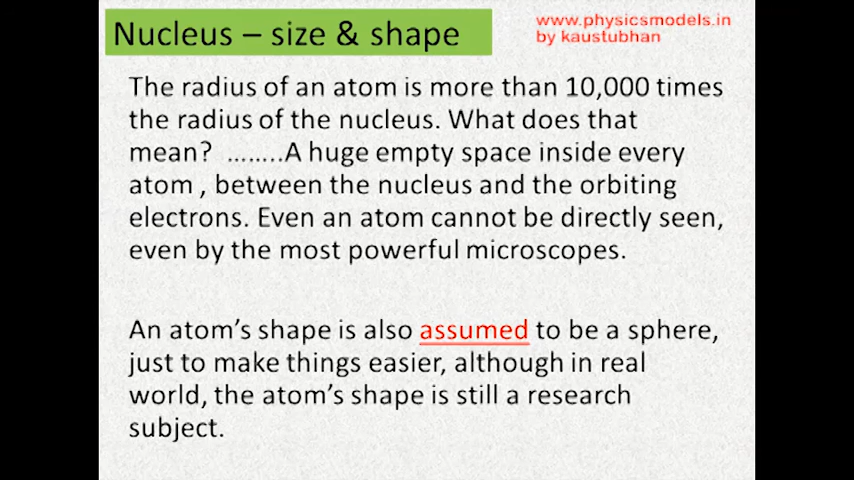 Nucleus – size & shape
www.physicsmodels.in
by kaustubhan
The radius of an atom is more than 10,000 times
the radius of the nucleus. What does that
mean? ........A huge empty space inside every
atom , between the nucleus and the orbiting
electrons. Even an atom cannot be directly seen,
even by the most powerful microscopes.
An atom's shape is also assumed to be a sphere,
just to make things easier, although in real
world, the atom's shape is still a research
subject.